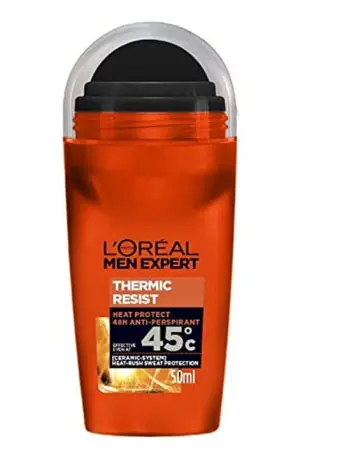 L'ORÉAL
MEN EXPERT
THERMIC
RESIST
HEAT PROTECT
48H ANTI-PERSPIRANT
EFFECTIVE
EVEN AT
45°C
[CERAMIC-SYSTEM]
HEAT-RUSH SWEAT PROTECTION
50ml